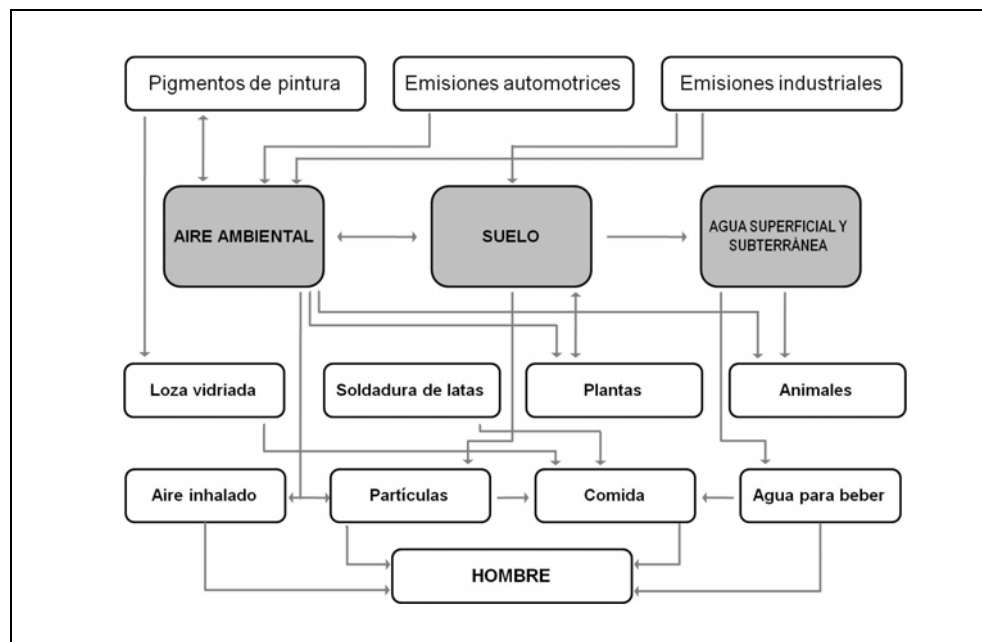 Pigmentos de pintura
Emisiones automotrices
Emisiones industriales
AIRE AMBIENTAL
SUELO
AGUA SUPERFICIAL Y
SUBTERRÁNEA
Loza vidriada
Soldadura de latas
Plantas
Animales
Aire inhalado
Partículas
Comida
Agua para beber
HOMBRE